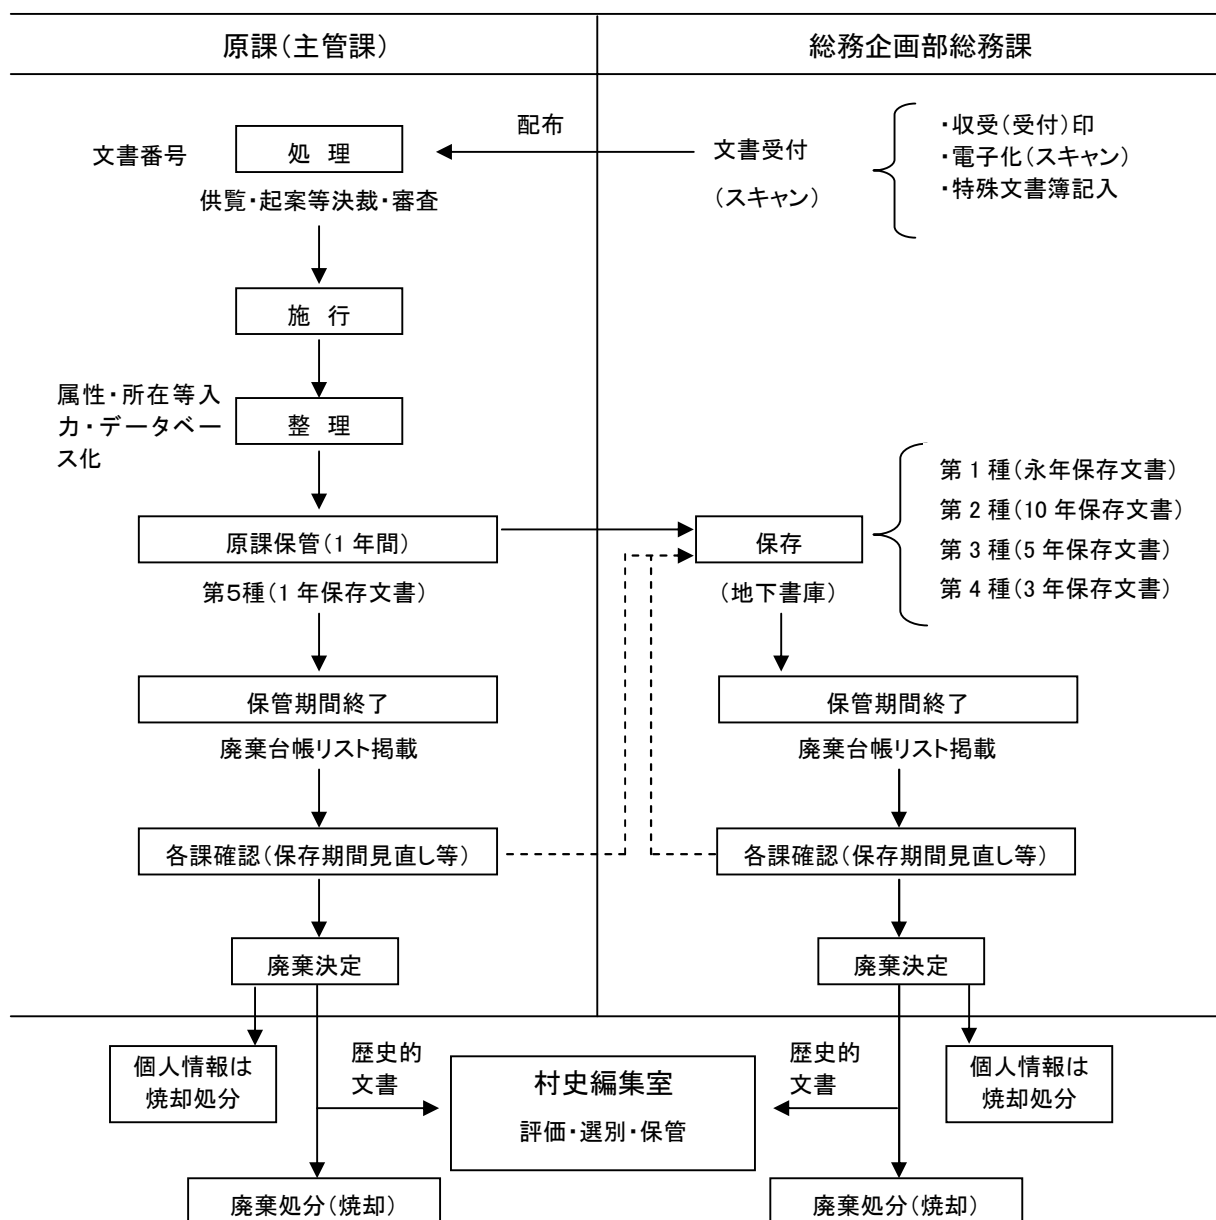 原課(主管課)
総務企画部総務課
配布
文書番号
処 理
供覧・起案等決裁・審査
文書受付
(スキャン)
・収受(受付)印
・電子化(スキャン)
・特殊文書簿記入
施 行
属性・所在等入
力・データベー
ス化
整 理
原課保管(1 年間)
第5種(1 年保存文書)
保存
(地下書庫)
第 1 種(永年保存文書)
第 2 種(10 年保存文書)
第 3 種(5 年保存文書)
第 4 種(3 年保存文書)
保管期間終了
廃棄台帳リスト掲載
保管期間終了
廃棄台帳リスト掲載
各課確認(保存期間見直し等)
各課確認(保存期間見直し等)
廃棄決定
廃棄決定
個人情報は
焼却処分
歴史的
文書
村史編集室
評価・選別・保管
歴史的
文書
個人情報は
焼却処分
廃棄処分(焼却)
廃棄処分(焼却)